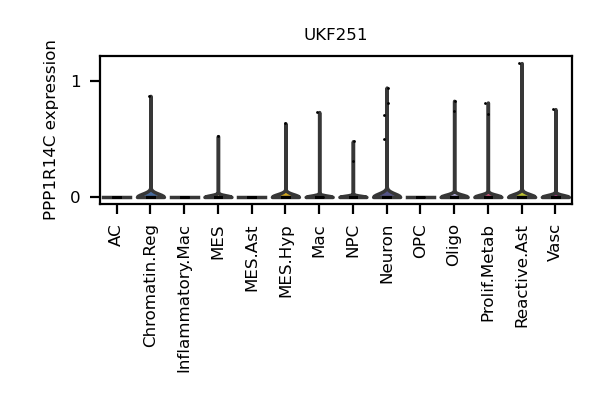 UKF251
PPP1R14C expression
1
0
AC
Chromatin.Reg
Inflammatory.Mac
MES
MES.Ast
MES.Hyp
Mac
NPC
Neuron
OPC
Oligo
Prolif.Metab
Reactive.Ast
Vasc